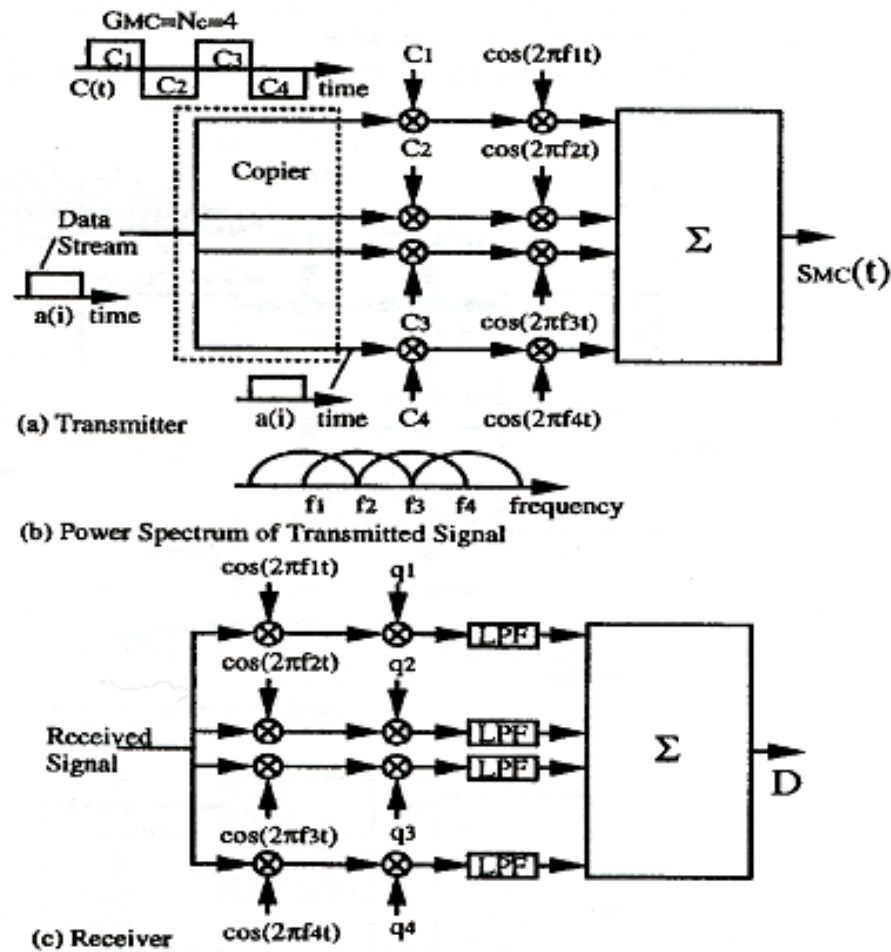 GMC=Nc=4
C1 C3
C(t) C2 C4 time
C1 cos(2πf1t)
C2 cos(2πf2t)
Copier
Data
Stream
Σ
SMC(t)
a(i) time
C3 cos(2πf3t)
a(i) time
C4 cos(2πf4t)
(a) Transmitter
f1 f2 f3 f4 frequency
(b) Power Spectrum of Transmitted Signal
cos(2πf1t) q1
LPF
cos(2πf2t) q2
LPF
Received
Signal
LPF
Σ
D
cos(2πf3t) q3
LPF
(c) Receiver
cos(2πf4t) q4